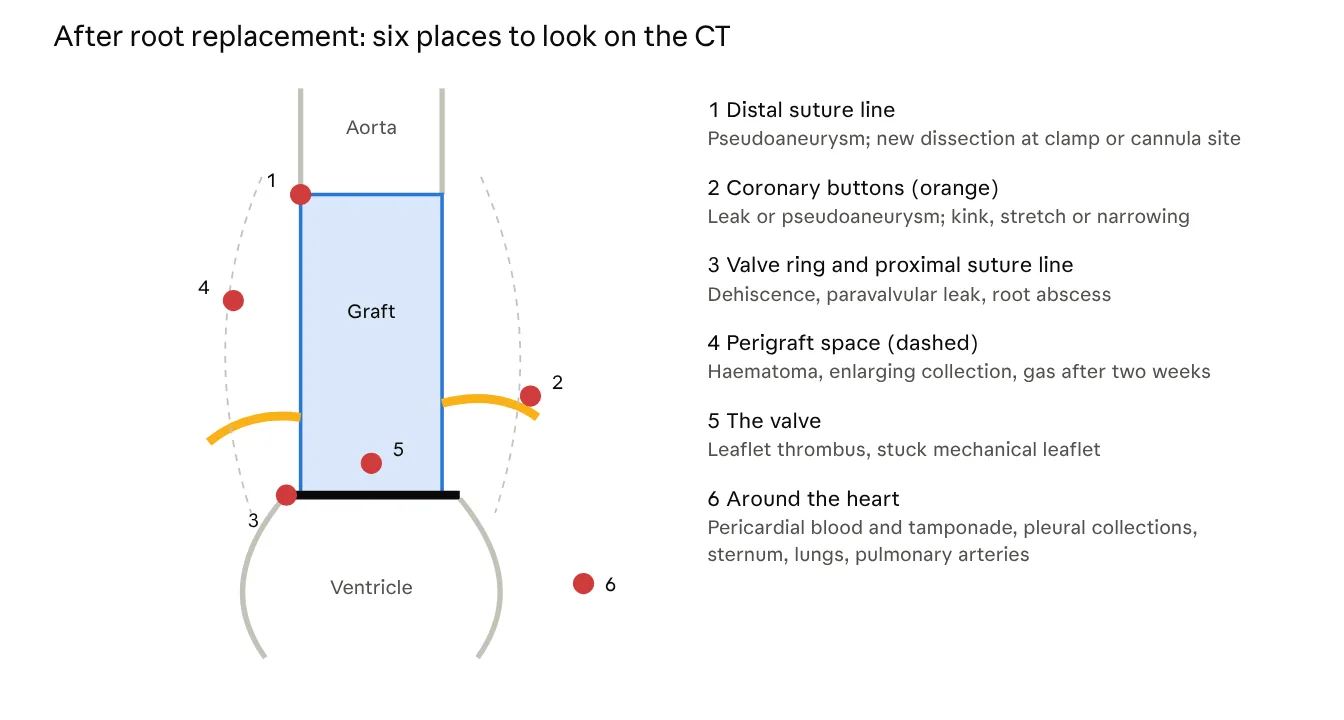 After root replacement: six places to look on the CT
Aorta
1
4
Graft
2
5
3
Ventricle
6
1 Distal suture line
Pseudoaneurysm; new dissection at clamp or cannula site
2 Coronary buttons (orange)
Leak or pseudoaneurysm; kink, stretch or narrowing
3 Valve ring and proximal suture line
Dehiscence, paravalvular leak, root abscess
4 Perigraft space (dashed)
Haematoma, enlarging collection, gas after two weeks
5 The valve
Leaflet thrombus, stuck mechanical leaflet
6 Around the heart
Pericardial blood and tamponade, pleural collections,
sternum, lungs, pulmonary arteries